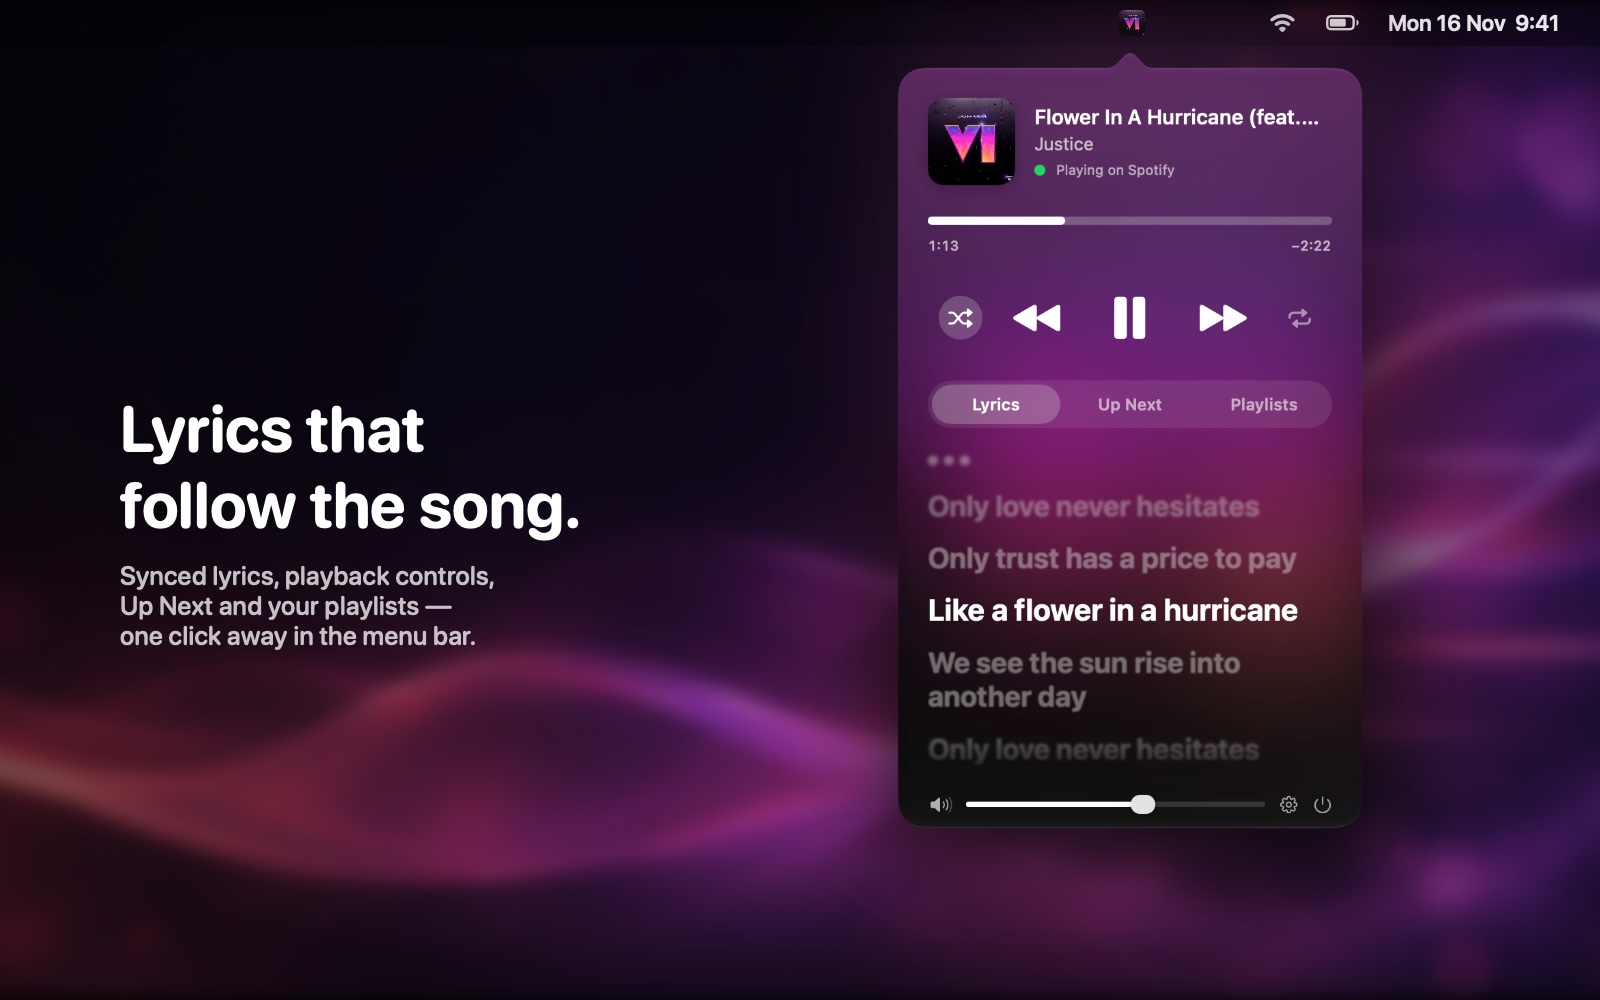 Mon 16 Nov 9:41
Flower In A Hurricane (feat....
Justice
Playing on Spotify
1:13
−2:22
Lyrics
Up Next
Playlists
Only love never hesitates
Only trust has a price to pay
Like a flower in a hurricane
We see the sun rise into
another day
Only love never hesitates
Lyrics that
follow the song.
Synced lyrics, playback controls,
Up Next and your playlists —
one click away in the menu bar.
VI